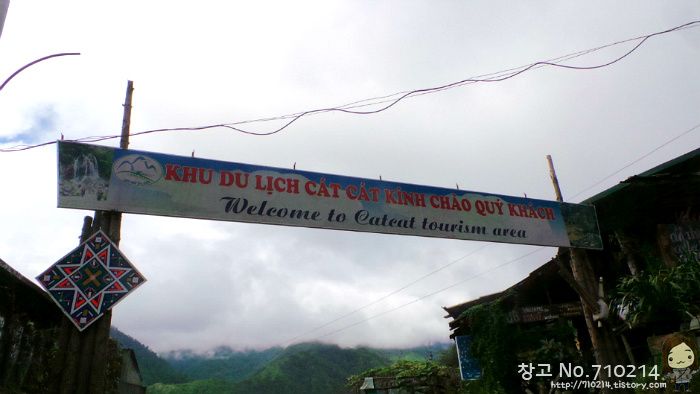 KHU DU LỊCH CÁT CÁT KÍNH CHÀO QUÝ KHÁCH
Welcome to Catcat tourism area
창고 No.710214
http://710214.tistory.com/